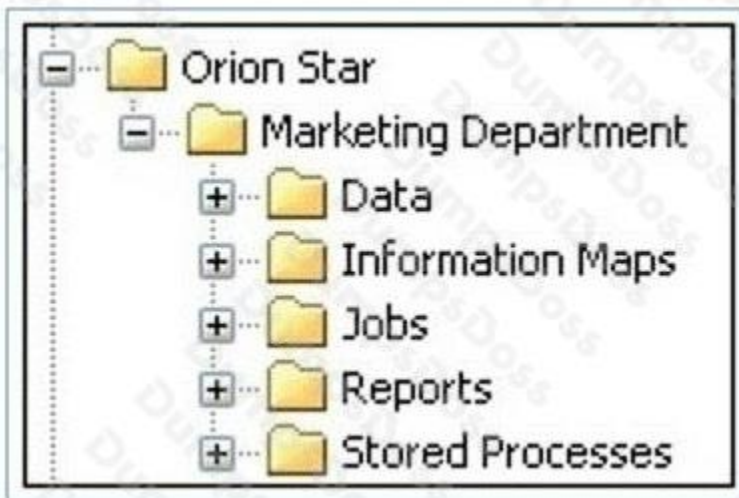 Orion Star
Marketing Department
Data
Information Maps
Jobs
Reports
Stored Processes